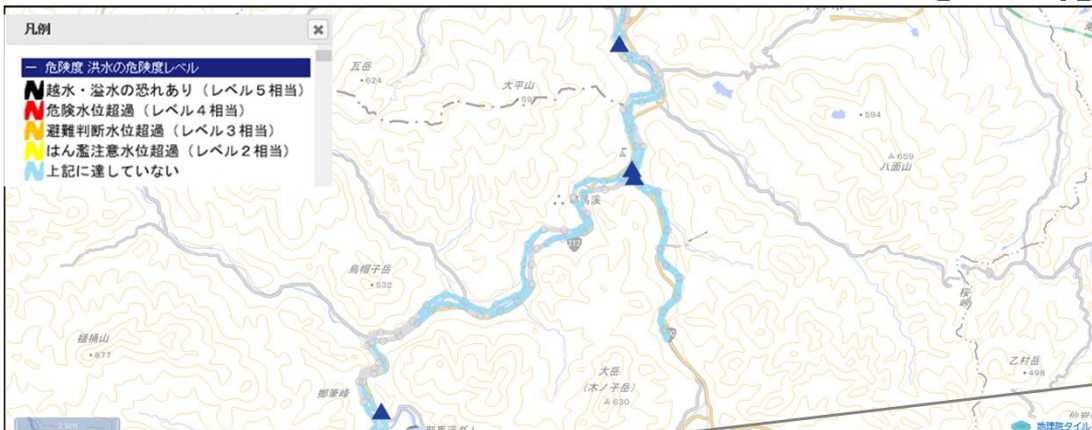 凡例
危険度 洪水の危険度レベル
越水・溢水の恐れあり（レベル５相当）
危険水位超過（レベル４相当）
避難判断水位超過（レベル３相当）
はん濫注意水位超過（レベル２相当）
上記に達していない
瓦岳
624
大平山
594
659
八面山
212
烏帽子岳
532
樋桶山
877
桜峠
大岳
（木ノ子岳）
630
乙村岳
498
2 km
地理院タイル